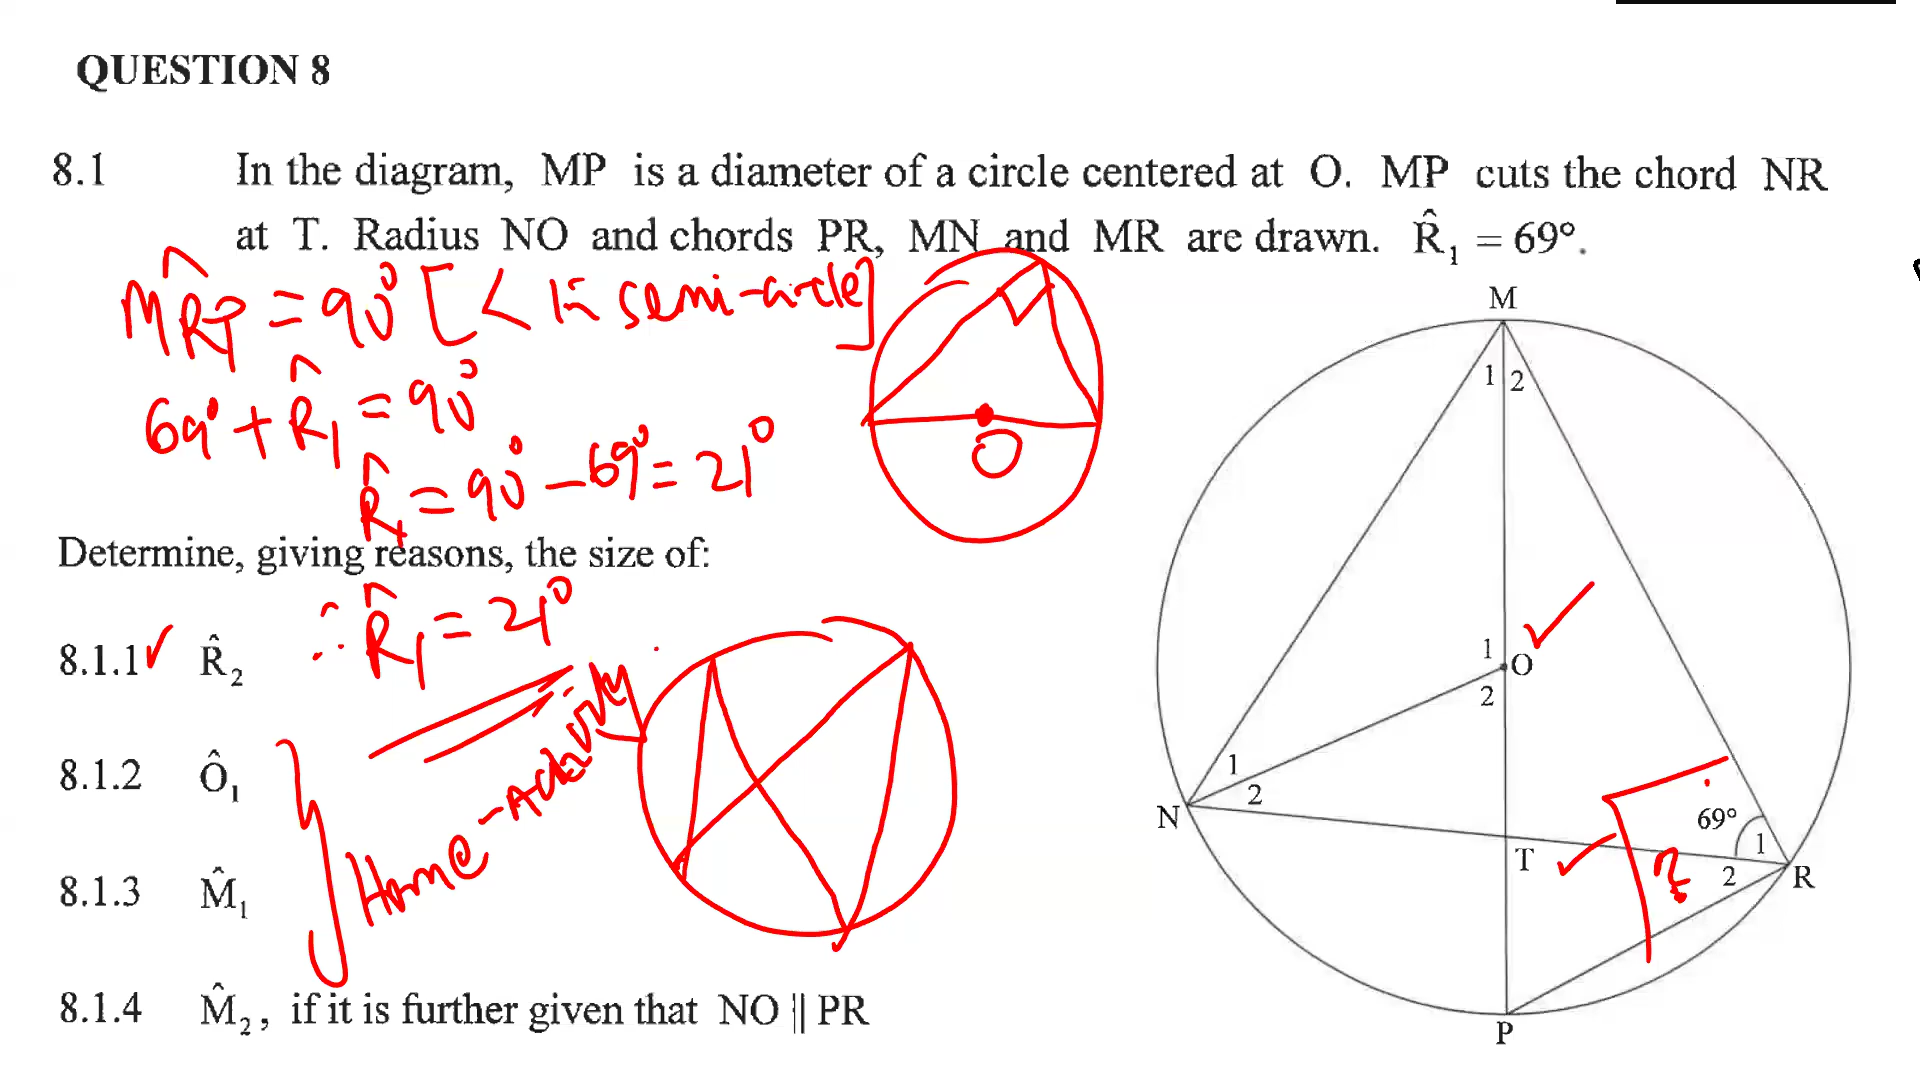 QUESTION 8
8.1 In the diagram, MP is a diameter of a circle centered at O. MP cuts the chord NR
at T. Radius NO and chords PR, MN and MR are drawn. R̂₁ = 69°.
MR̂P = 90° [< in semi-circle]
69° + R̂₁ = 90°
R̂₁ = 90° – 69° = 21°
O
Determine, giving reasons, the size of:
∴ R̂₁ = 21°
8.1.1 ✓ R̂₂
8.1.2 Ô₁
8.1.3 M̂₁
Home-Activity
8.1.4 M̂₂, if it is further given that NO || PR
M
1 2
1
O
2
1
2
N
69°
1
T
2
R
P